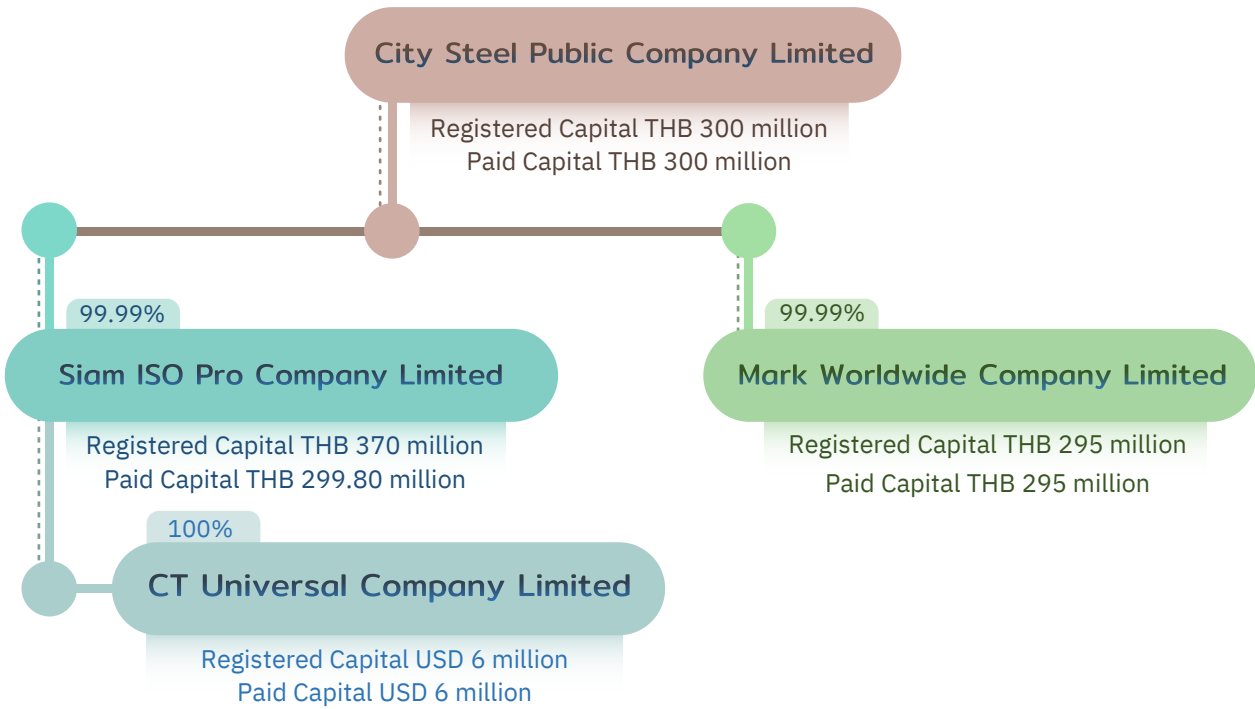 City Steel Public Company Limited
Registered Capital THB 300 million
Paid Capital THB 300 million
99.99%
Siam ISO Pro Company Limited
Registered Capital THB 370 million
Paid Capital THB 299.80 million
99.99%
Mark Worldwide Company Limited
Registered Capital THB 295 million
Paid Capital THB 295 million
100%
CT Universal Company Limited
Registered Capital USD 6 million
Paid Capital USD 6 million